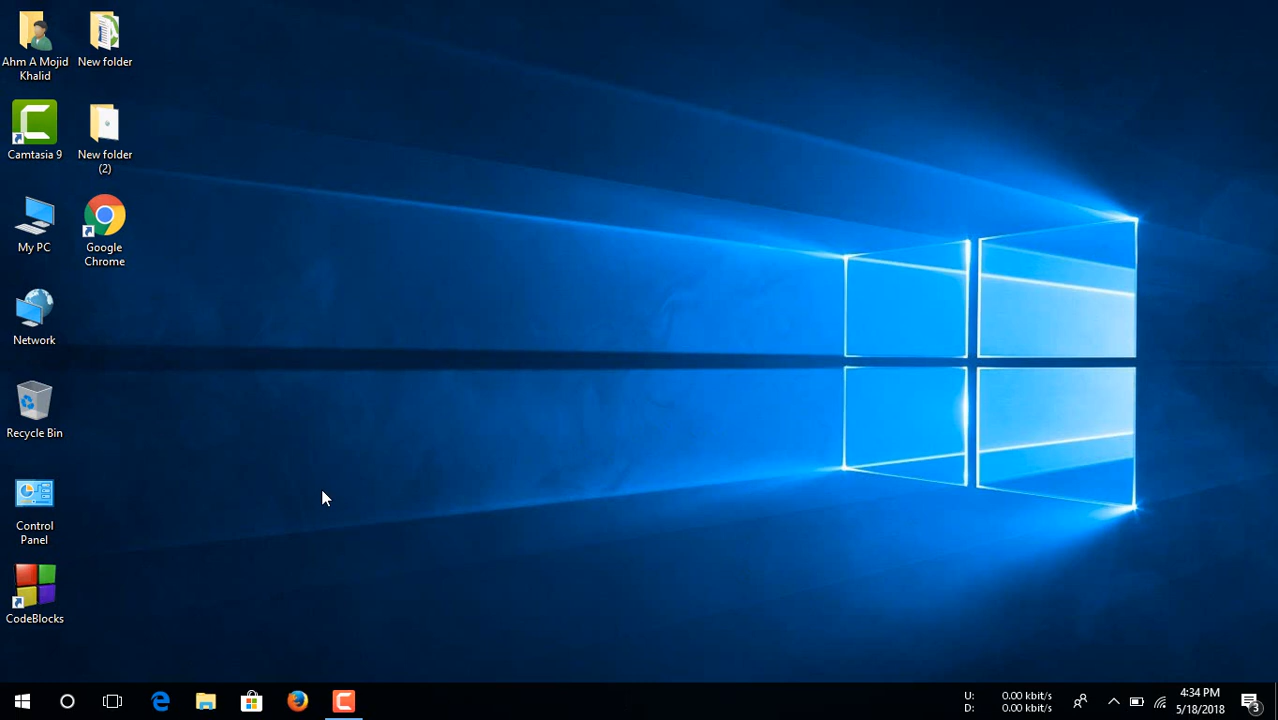 Ahm A Mojid
Khalid
New folder
Camtasia 9
New folder
(2)
My PC
Google
Chrome
Network
Recycle Bin
Control
Panel
CodeBlocks
U: 0.00 kbit/s
D: 0.00 kbit/s
4:34 PM
5/18/2018
3